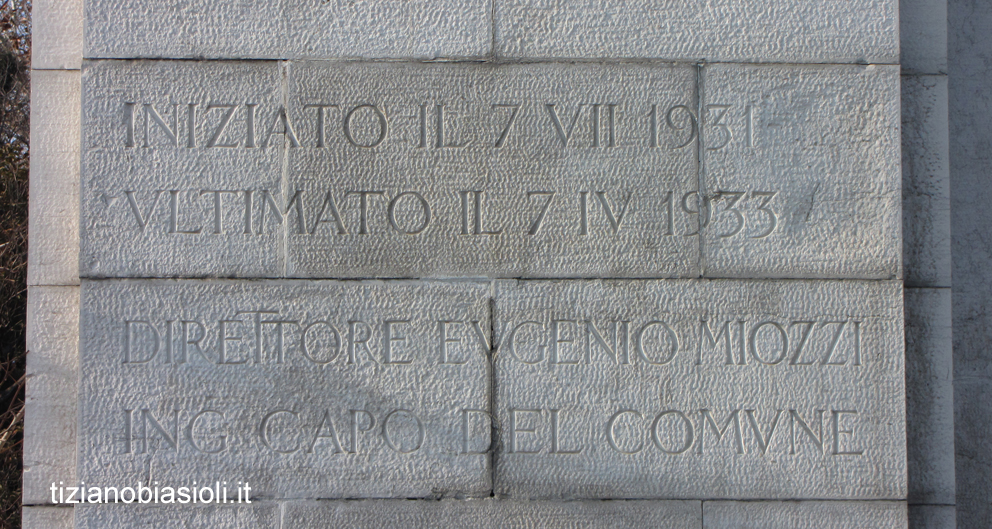 INIZIATO IL 7 VII 1931
VLTIMATO IL 7 IV 1933
DIRETTORE EVGENIO MIOZZI
ING CAPO DEL COMVNE
tizianobiasioli.it